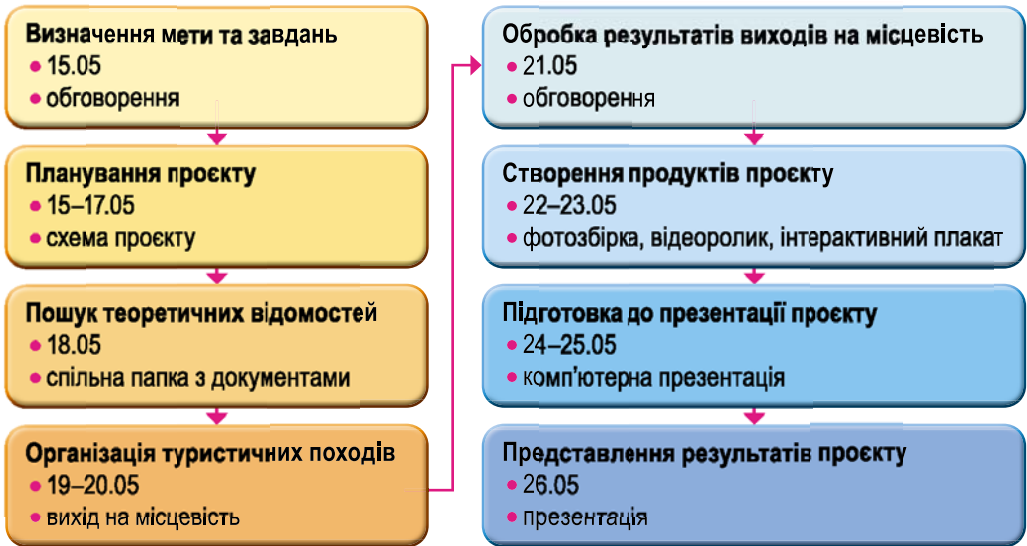 Визначення мети та завдань
• 15.05
• обговорення
Планування проєкту
• 15–17.05
• схема проєкту
Пошук теоретичних відомостей
• 18.05
• спільна папка з документами
Організація туристичних походів
• 19–20.05
• вихід на місцевість
Обробка результатів виходів на місцевість
• 21.05
• обговорення
Створення продуктів проєкту
• 22–23.05
• фотозбірка, відеоролик, інтерактивний плакат
Підготовка до презентації проєкту
• 24–25.05
• комп’ютерна презентація
Представлення результатів проєкту
• 26.05
• презентація